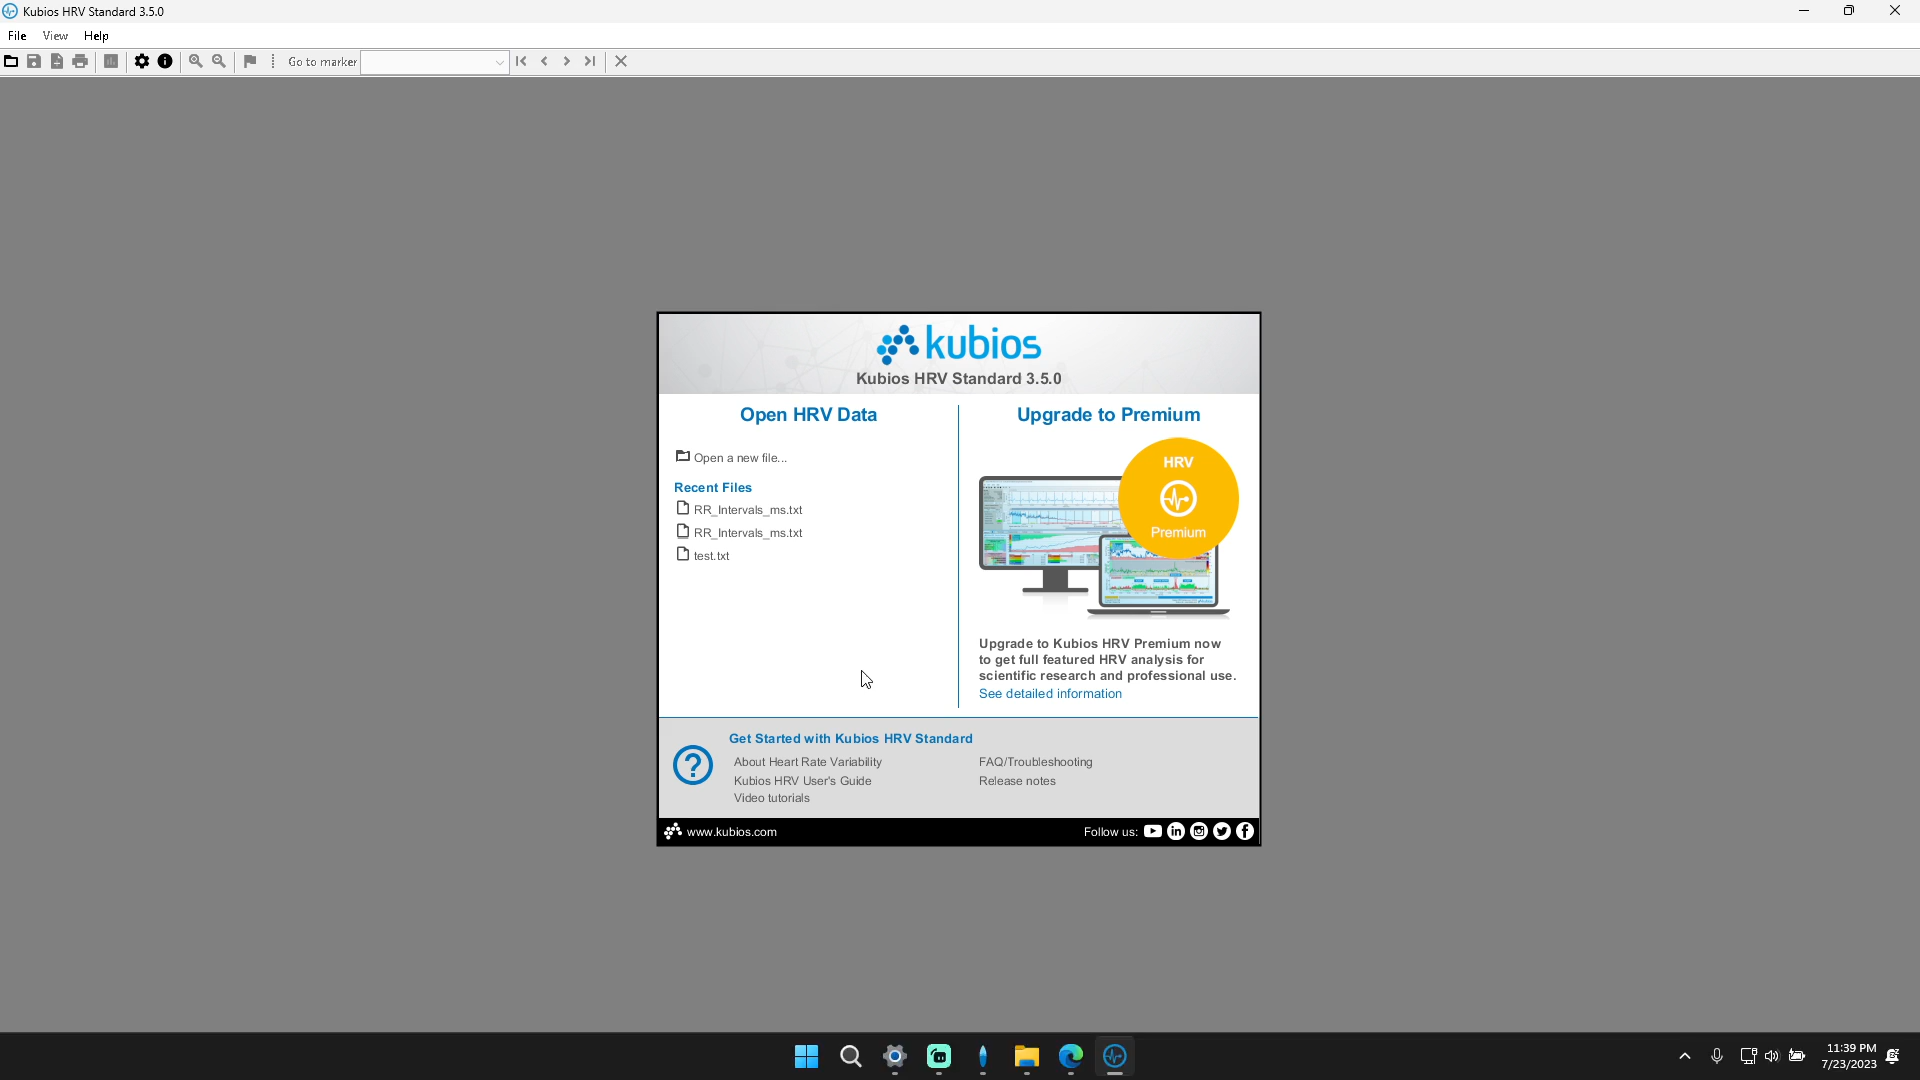 Kubios HRV Standard 3.5.0
File View Help
Go to marker
kubios
Kubios HRV Standard 3.5.0
Open HRV Data
Open a new file...
Recent Files
RR_Intervals_ms.txt
RR_Intervals_ms.txt
test.txt
Upgrade to Premium
HRV
Premium
Upgrade to Kubios HRV Premium now
to get full featured HRV analysis for
scientific research and professional use.
See detailed information
Get Started with Kubios HRV Standard
About Heart Rate Variability
Kubios HRV User's Guide
Video tutorials
FAQ/Troubleshooting
Release notes
www.kubios.com
Follow us:
11:39 PM
7/23/2023